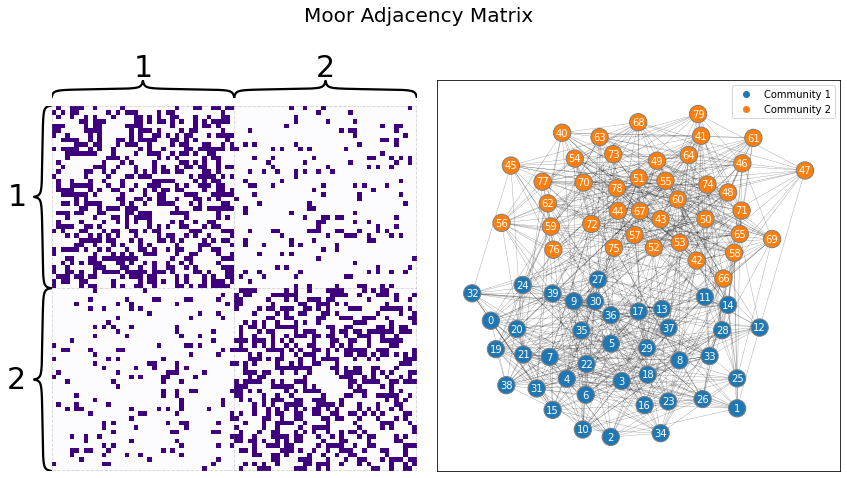 Moor Adjacency Matrix
1 2
1
2
Community 1
Community 2
79
68
40 63 41 61
54 73 49 64 46
45 47
77 70 78 51 55 74 48
62 60
44 67 43 50 71
56 59 72
57 65 69
76 75 52 53 58
42
66
27
24
32 39 9 30 11 14
36 17 13
0 20 35 37 28 12
19 21 7 5 29 33
22 8
38 31 4 3 18 25
6
15 16 23 26 1
10 2 34